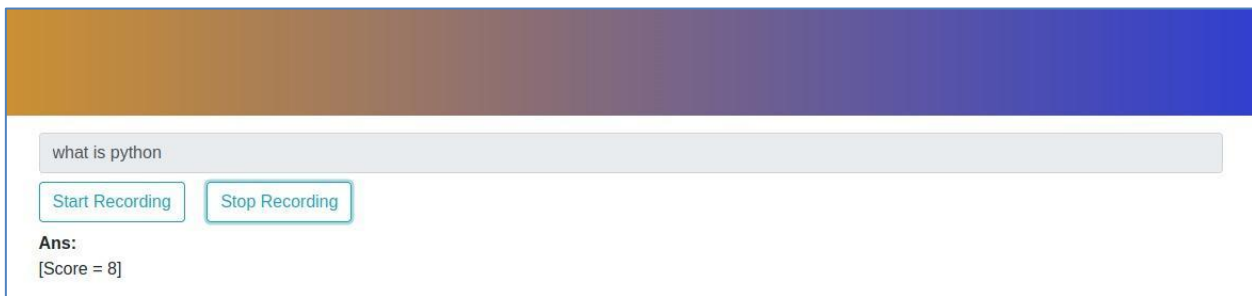 what is python
Start Recording Stop Recording
Ans:
[Score = 8]